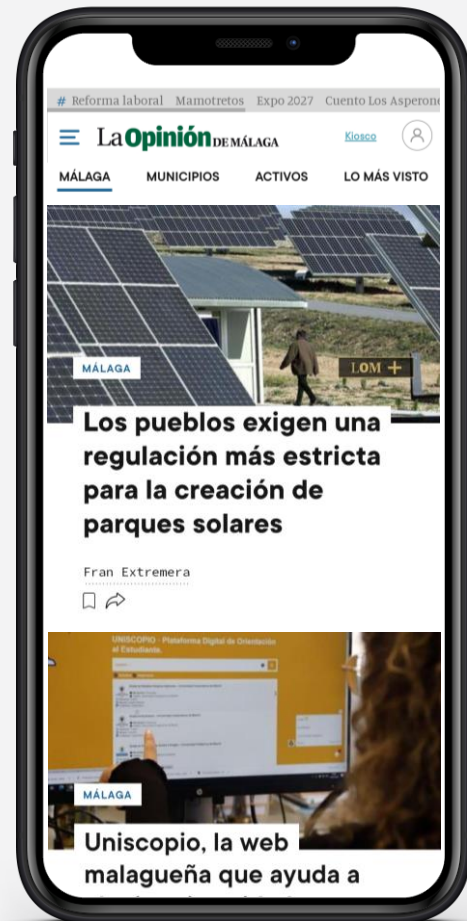 # Reforma laboral Mamotretos Expo 2027 Cuento Los Asperone
La Opinión DE MÁLAGA Kiosco
MÁLAGA MUNICIPIOS ACTIVOS LO MÁS VISTO
MÁLAGA
LOM +
Los pueblos exigen una
regulación más estricta
para la creación de
parques solares
Fran Extremera
UNISCOPIO - Plataforma Digital de Orientación
al Estudiante.
MÁLAGA
Uniscopio, la web
malagueña que ayuda a